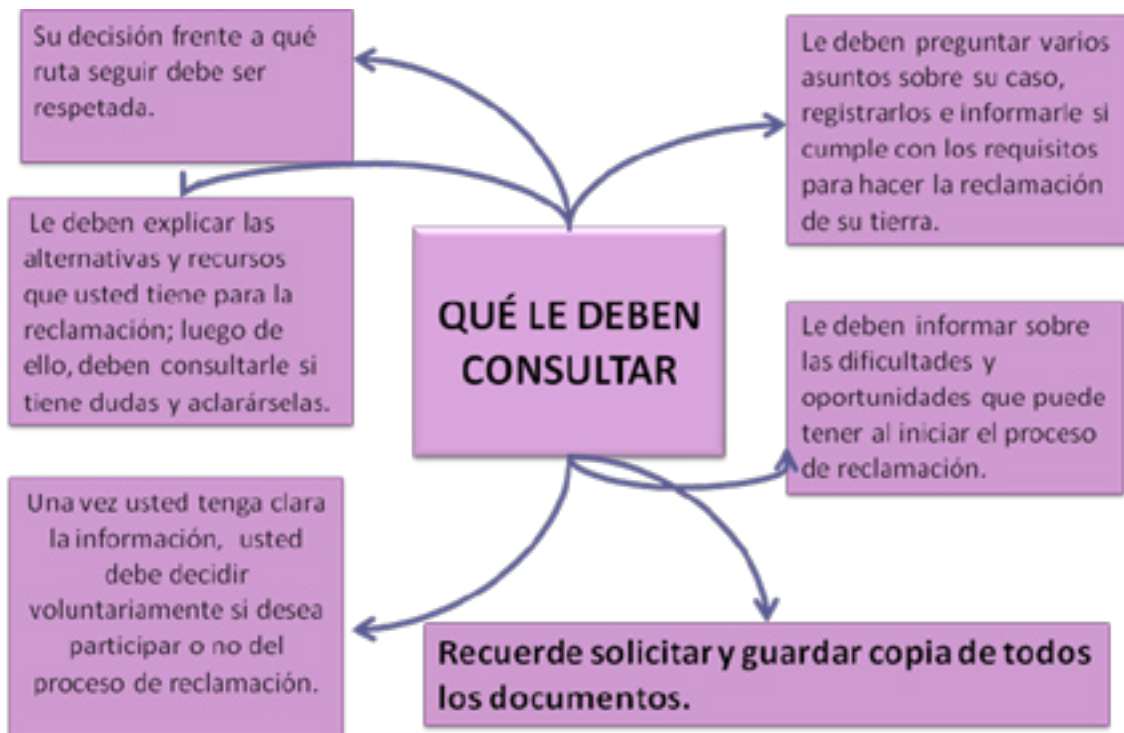 Su decisión frente a qué
ruta seguir debe ser
respetada.
Le deben preguntar varios
asuntos sobre su caso,
registrarlos e informarle si
cumple con los requisitos
para hacer la reclamación
de su tierra.
Le deben explicar las
alternativas y recursos
que usted tiene para la
reclamación; luego de
ello, deben consultarle si
tiene dudas y aclarárselas.
QUÉ LE DEBEN
CONSULTAR
Le deben informar sobre
las dificultades y
oportunidades que puede
tener al iniciar el proceso
de reclamación.
Una vez usted tenga clara
la información, usted
debe decidir
voluntariamente si desea
participar o no del
proceso de reclamación.
Recuerde solicitar y guardar copia de todos
los documentos.